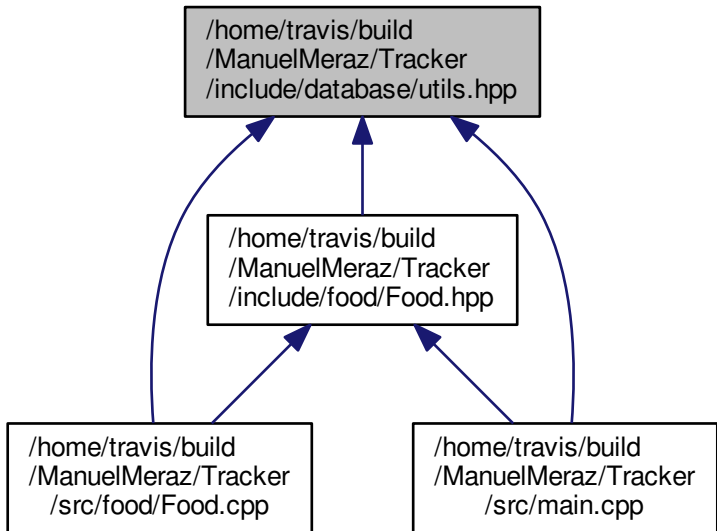 /home/travis/build
/ManuelMeraz/Tracker
/include/database/utils.hpp
/home/travis/build
/ManuelMeraz/Tracker
/include/food/Food.hpp
/home/travis/build
/ManuelMeraz/Tracker
/src/food/Food.cpp
/home/travis/build
/ManuelMeraz/Tracker
/src/main.cpp